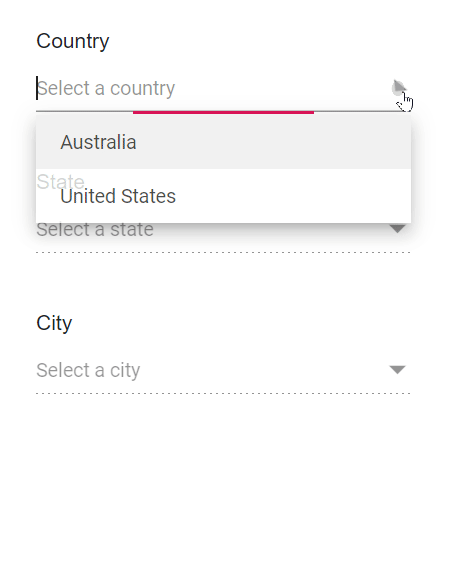 Country
Select a country
Australia
State
United States
Select a state
City
Select a city